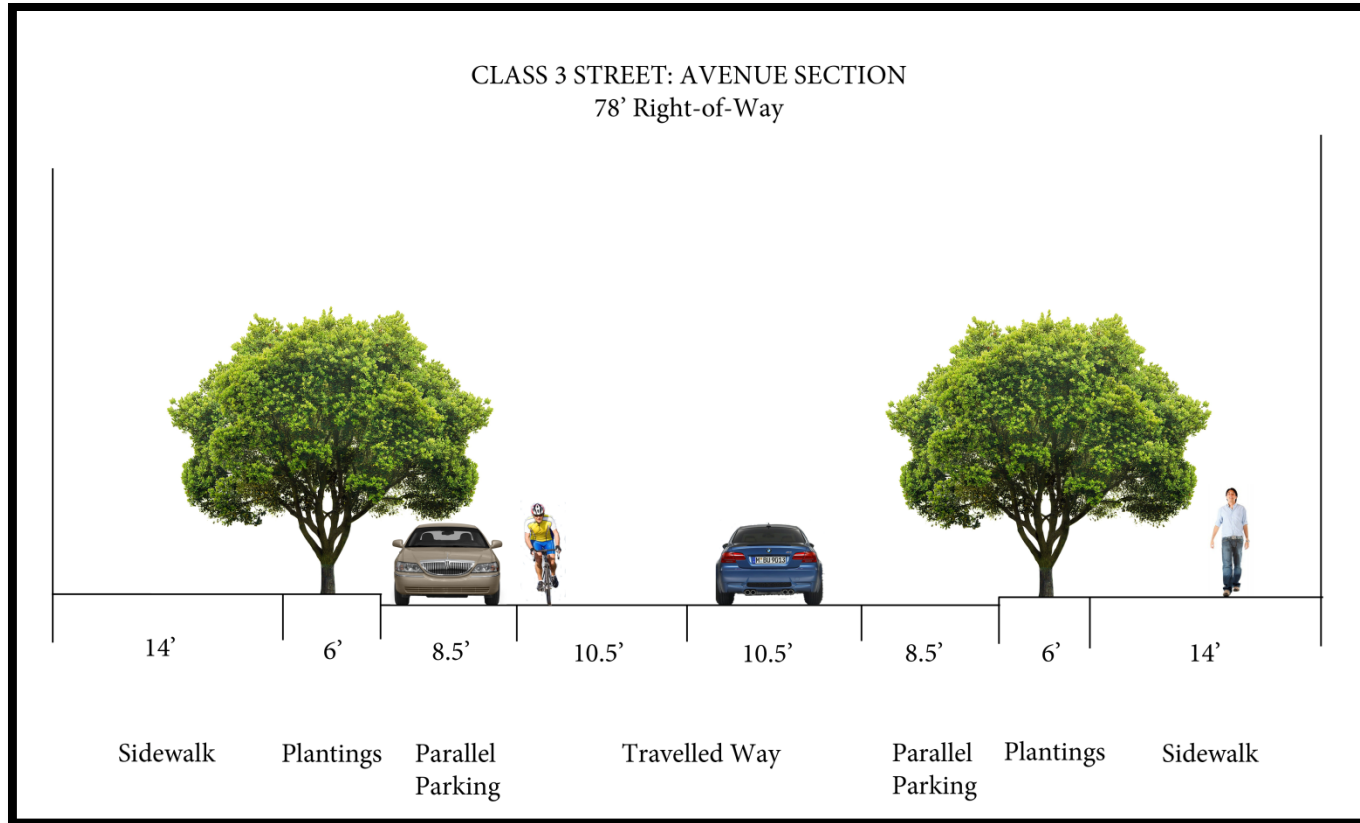 CLASS 3 STREET: AVENUE SECTION
78’ Right-of-Way
14’ 6’ 8.5’ 10.5’ 10.5’ 8.5’ 6’ 14’
Sidewalk Plantings Parallel Parking Travelled Way Parallel Parking Plantings Sidewalk